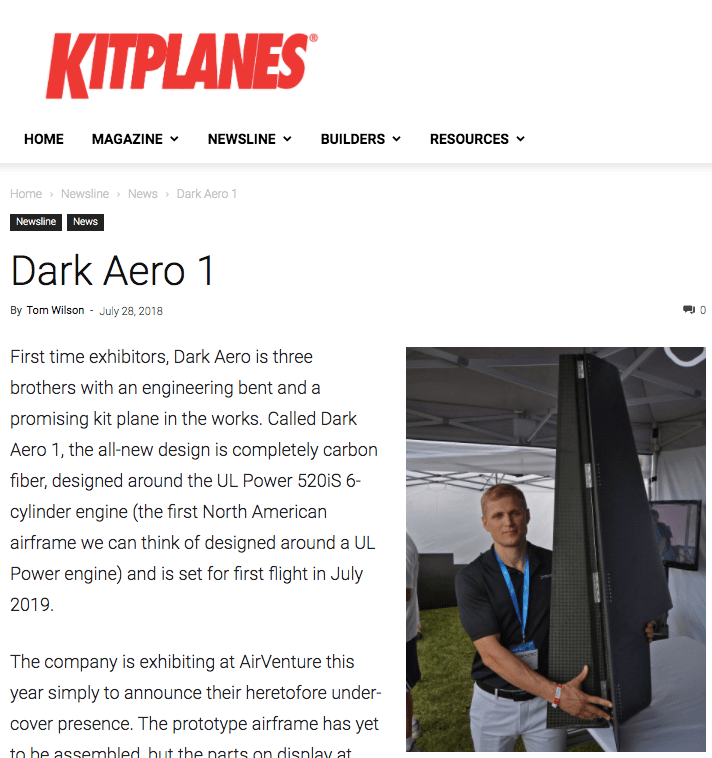 KITPLANES®
HOME MAGAZINE NEWSLINE BUILDERS RESOURCES
Home › Newsline › News › Dark Aero 1
Newsline News
Dark Aero 1
By Tom Wilson - July 28, 2018 0
First time exhibitors, Dark Aero is three
brothers with an engineering bent and a
promising kit plane in the works. Called Dark
Aero 1, the all-new design is completely carbon
fiber, designed around the UL Power 520iS 6-
cylinder engine (the first North American
airframe we can think of designed around a UL
Power engine) and is set for first flight in July
2019.
The company is exhibiting at AirVenture this
year simply to announce their heretofore under-
cover presence. The prototype airframe has yet
to be assembled, but the parts on display at